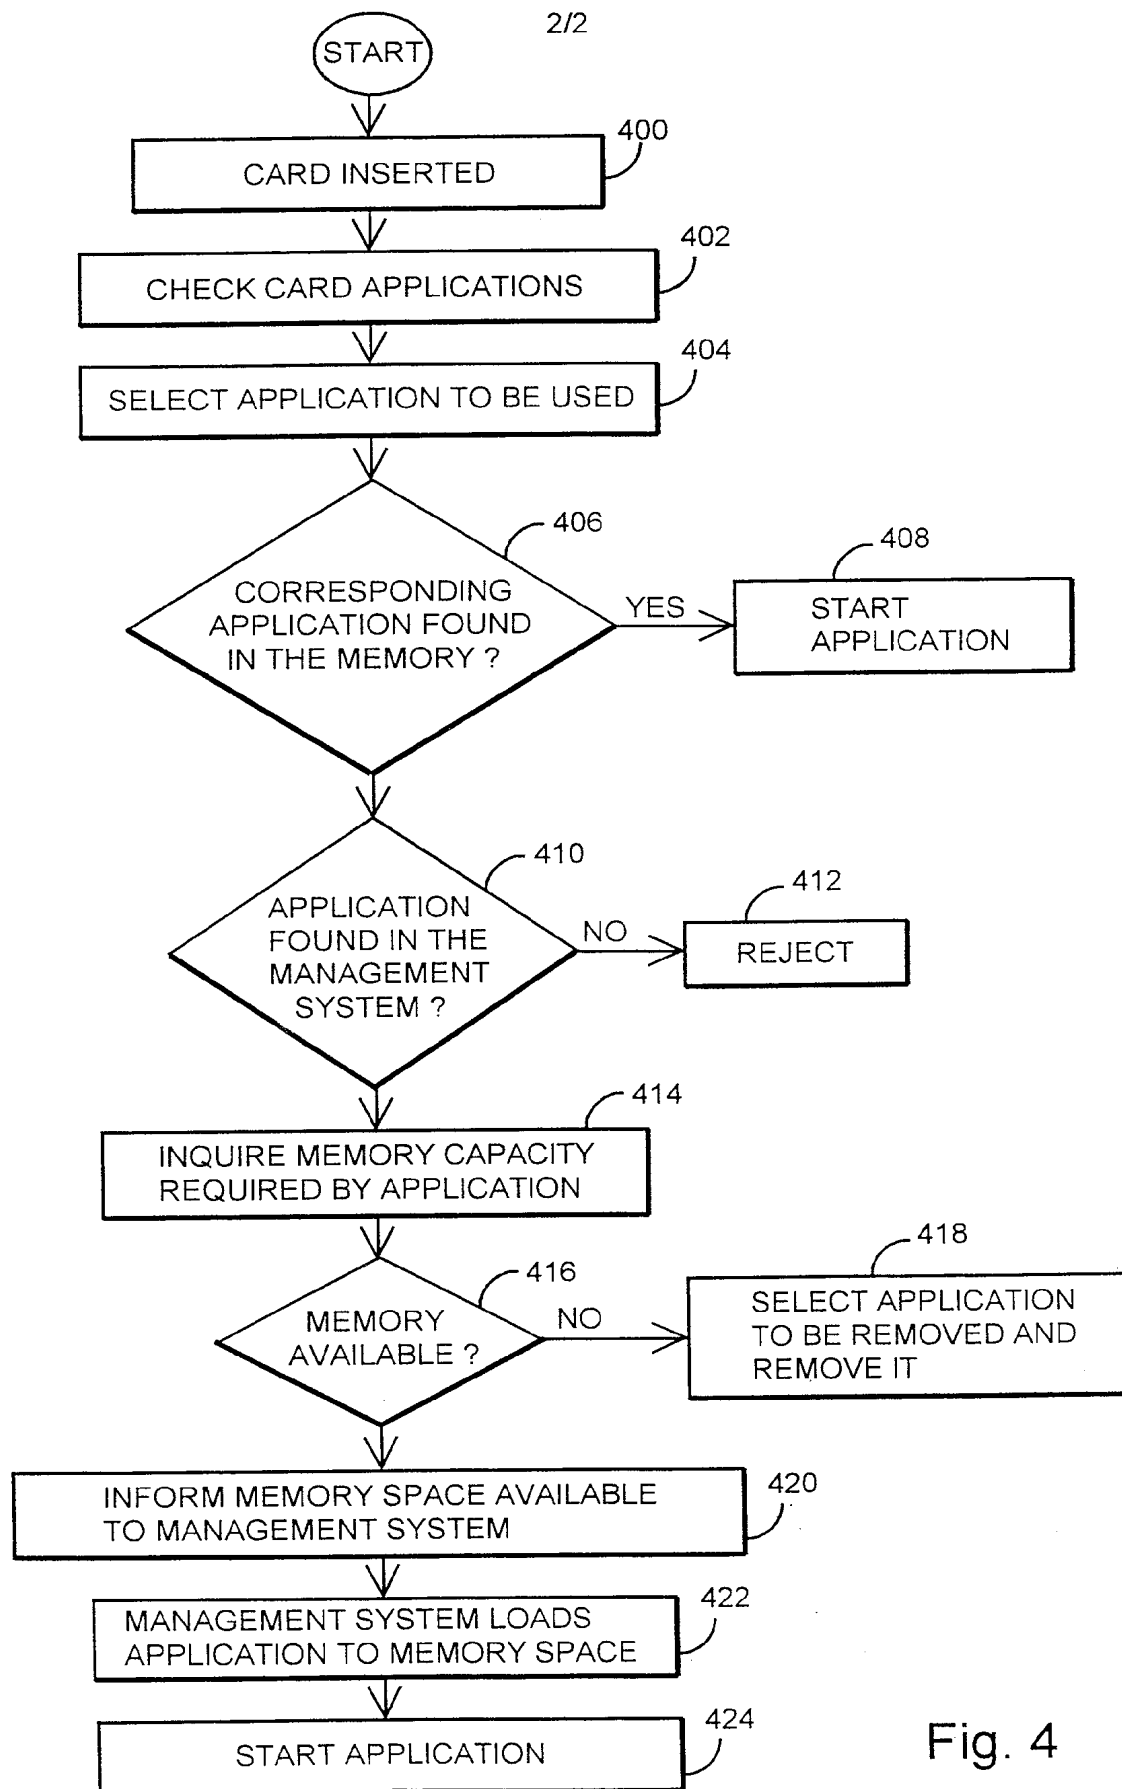 2/2
START
400
CARD INSERTED
402
CHECK CARD APPLICATIONS
404
SELECT APPLICATION TO BE USED
406
CORRESPONDING
APPLICATION FOUND
IN THE MEMORY ?
YES
408
START
APPLICATION
410
APPLICATION
FOUND IN THE
MANAGEMENT
SYSTEM ?
NO
412
REJECT
414
INQUIRE MEMORY CAPACITY
REQUIRED BY APPLICATION
416
MEMORY
AVAILABLE ?
NO
418
SELECT APPLICATION
TO BE REMOVED AND
REMOVE IT
420
INFORM MEMORY SPACE AVAILABLE
TO MANAGEMENT SYSTEM
422
MANAGEMENT SYSTEM LOADS
APPLICATION TO MEMORY SPACE
424
START APPLICATION
Fig. 4